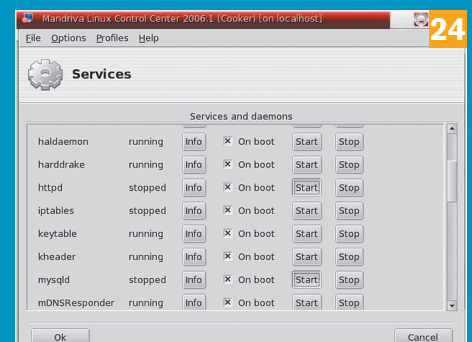 Mandriva Linux Control Center 2006.1 (Cooker) [on localhost]
24
File Options Profiles Help
Services
Services and daemons
haldaemon running Info On boot Start Stop
harddrake running Info On boot Start Stop
httpd stopped Info On boot Start Stop
iptables stopped Info On boot Start Stop
keytable running Info On boot Start Stop
kheader running Info On boot Start Stop
mysqld stopped Info On boot Start Stop
mDNSResponder running Info On boot Start Stop
Ok Cancel